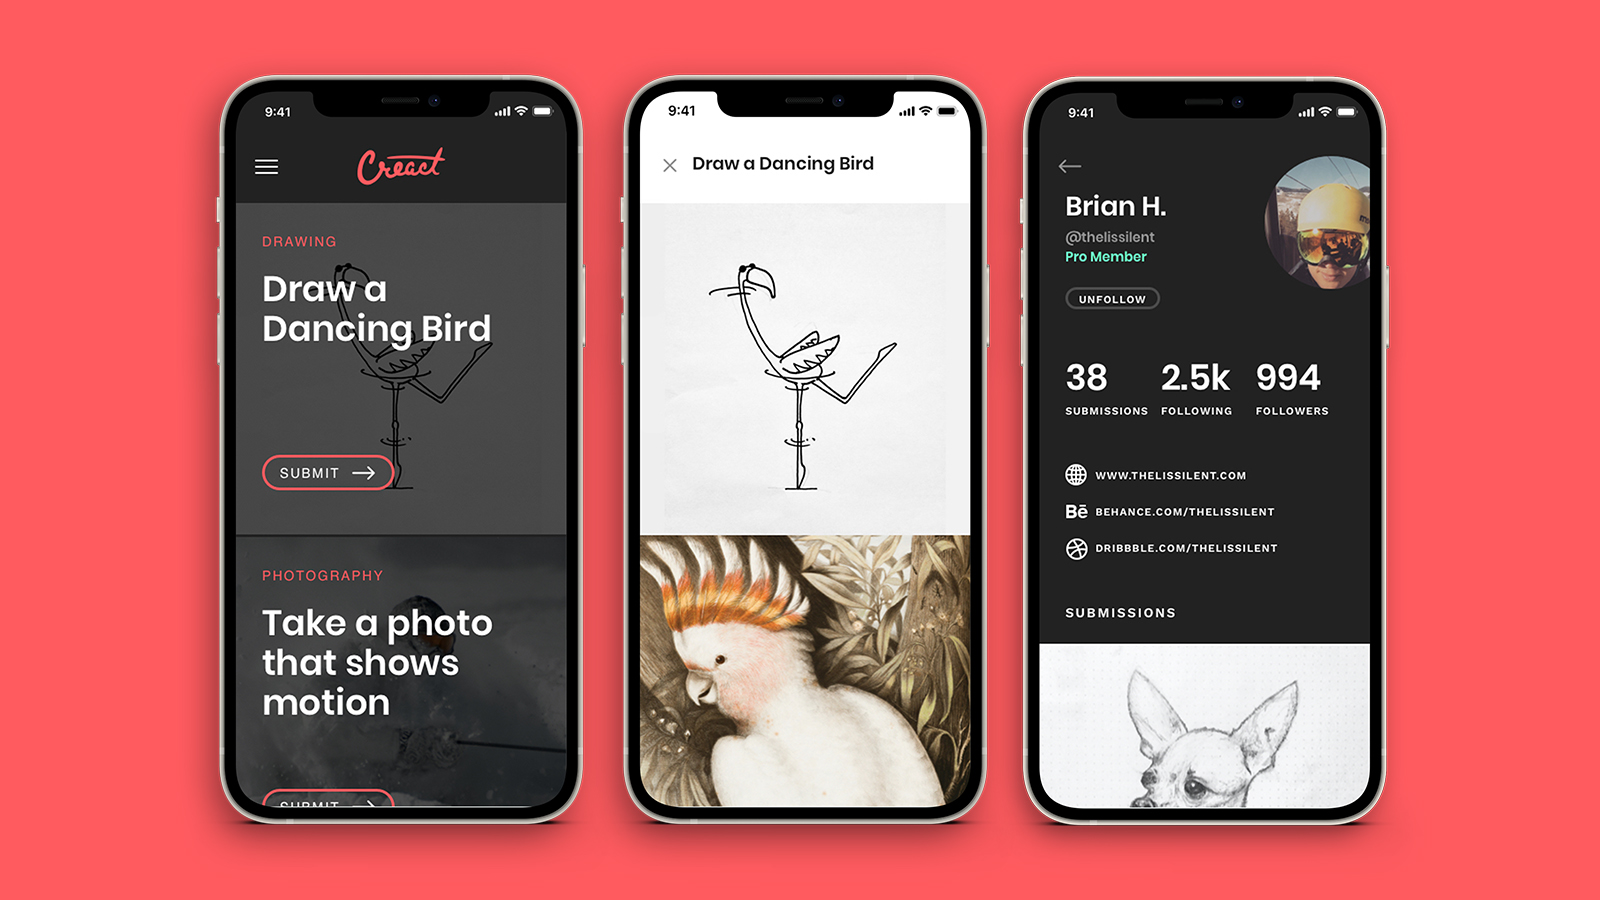 9:41
Creact
DRAWING
Draw a
Dancing Bird
SUBMIT
PHOTOGRAPHY
Take a photo
that shows
motion
SUBMIT
9:41
Draw a Dancing Bird
9:41
Brian H.
@thelissilent
Pro Member
UNFOLLOW
38 2.5k 994
SUBMISSIONS FOLLOWING FOLLOWERS
WWW.THELISSILENT.COM
Bē BEHANCE.COM/THELISSILENT
DRIBBBLE.COM/THELISSILENT
SUBMISSIONS